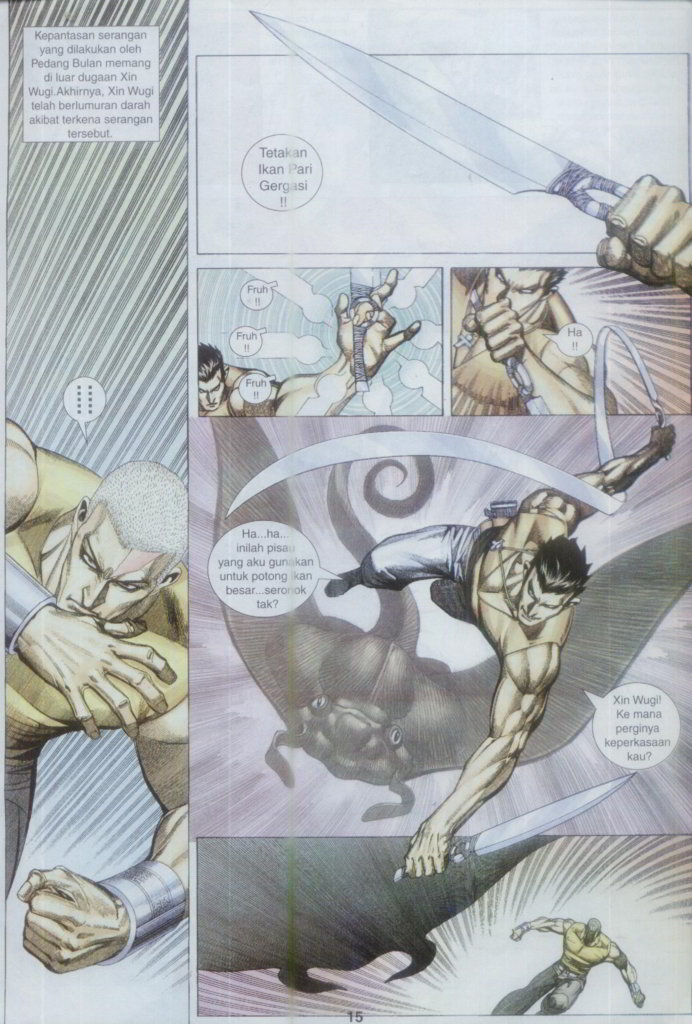 Kepantasan serangan
yang dilakukan oleh
Pedang Bulan memang
di luar dugaan Xin
Wugi.Akhirnya, Xin Wugi
telah berlumuran darah
akibat terkena serangan
tersebut.
Tetakan
Ikan Pari
Gergasi
!!
Fruh
!!
Fruh
!!
Fruh
!!
Ha
!!
!!!
Ha...ha...
inilah pisau
yang aku gunakan
untuk potong ikan
besar...seronok
tak?
Xin Wugi!
Ke mana
perginya
keperkasaan
kau?
15